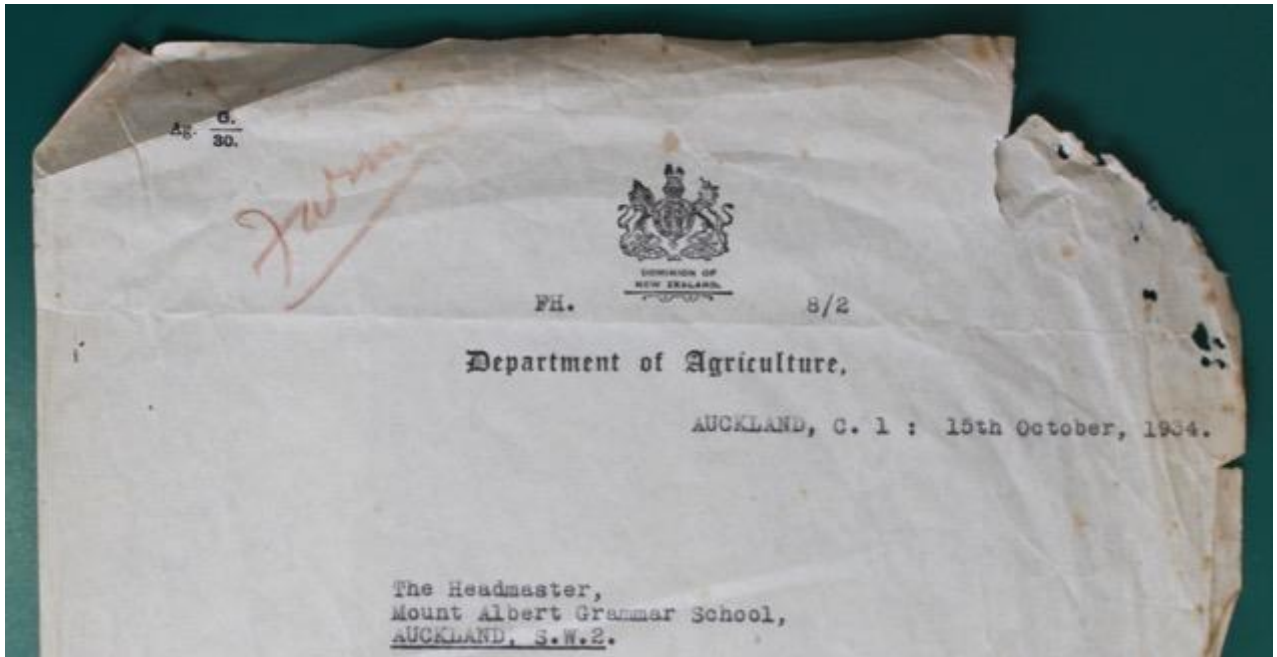 Ag. G.
30.
Farm
DOMINION OF
NEW ZEALAND.
FH. 8/2
Department of Agriculture,
AUCKLAND, C. 1 : 15th October, 1934.
The Headmaster,
Mount Albert Grammar School,
AUCKLAND, S.W.2.